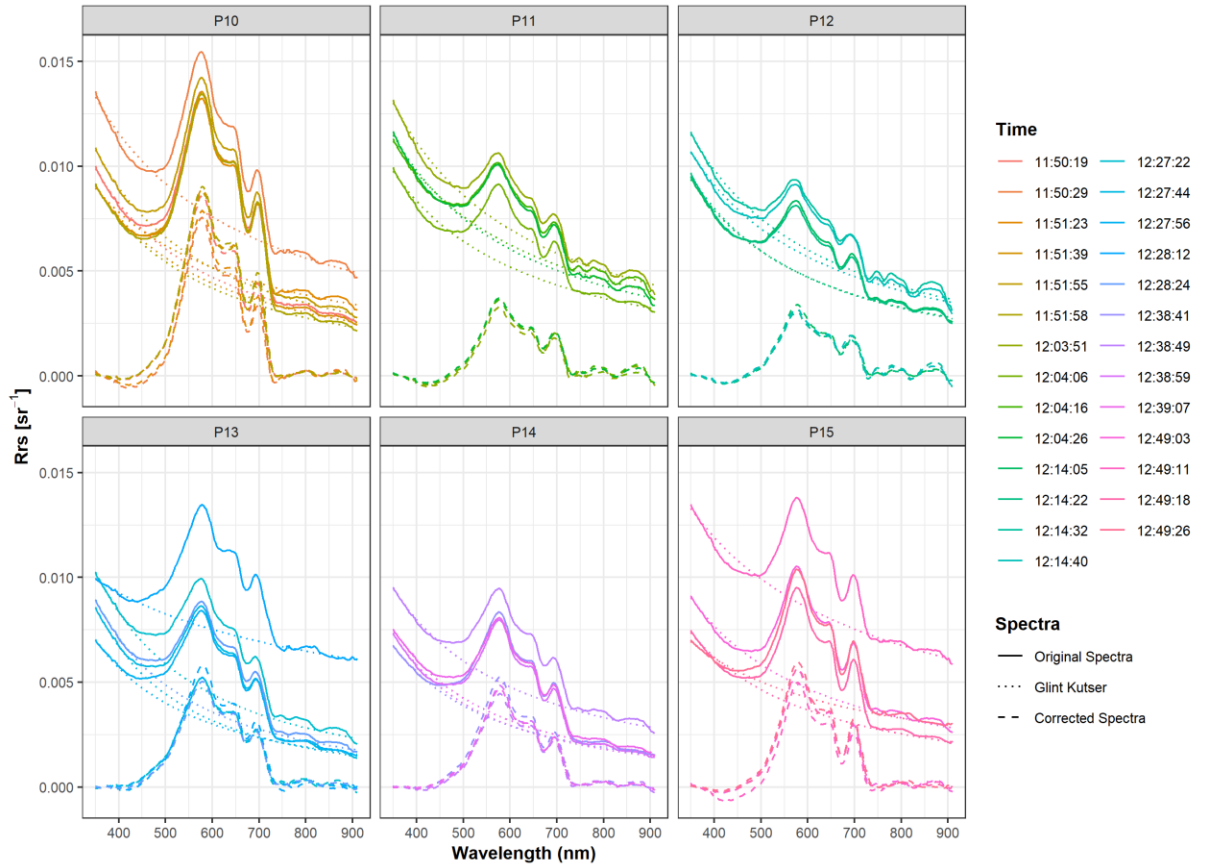 P10 P11 P12
0.015
0.010
0.005
0.000
P13 P14 P15
0.015
0.010
0.005
0.000
400 500 600 700 800 900 400 500 600 700 800 900 400 500 600 700 800 900
Wavelength (nm)
Rrs [sr⁻¹]
Time
11:50:19 12:27:22
11:50:29 12:27:44
11:51:23 12:27:56
11:51:39 12:28:12
11:51:55 12:28:24
11:51:58 12:38:41
12:03:51 12:38:49
12:04:06 12:38:59
12:04:16 12:39:07
12:04:26 12:49:03
12:14:05 12:49:11
12:14:22 12:49:18
12:14:32 12:49:26
12:14:40
Spectra
Original Spectra
Glint Kutser
Corrected Spectra